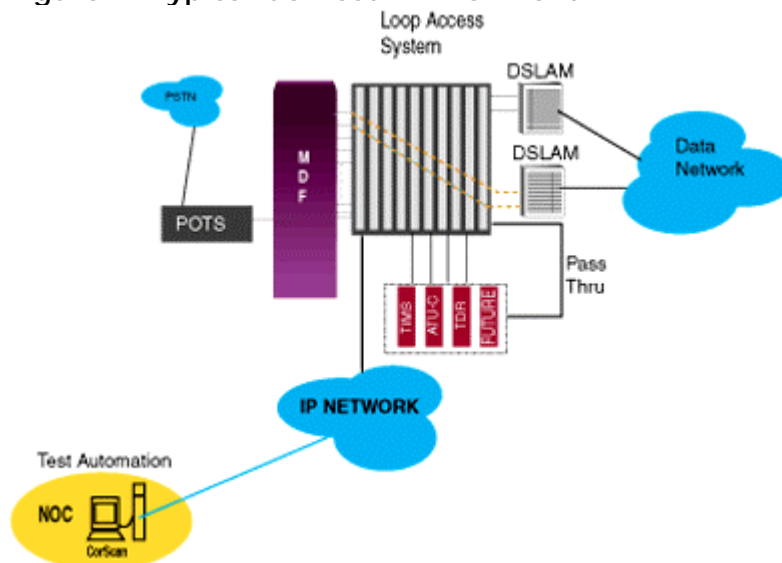 Loop Access
System
DSLAM
PSTN
DSLAM
Data
Network
MDF
POTS
Pass
Thru
TIMS
ATU-C
TDR
FUTURE
IP NETWORK
Test Automation
NOC
CorScan